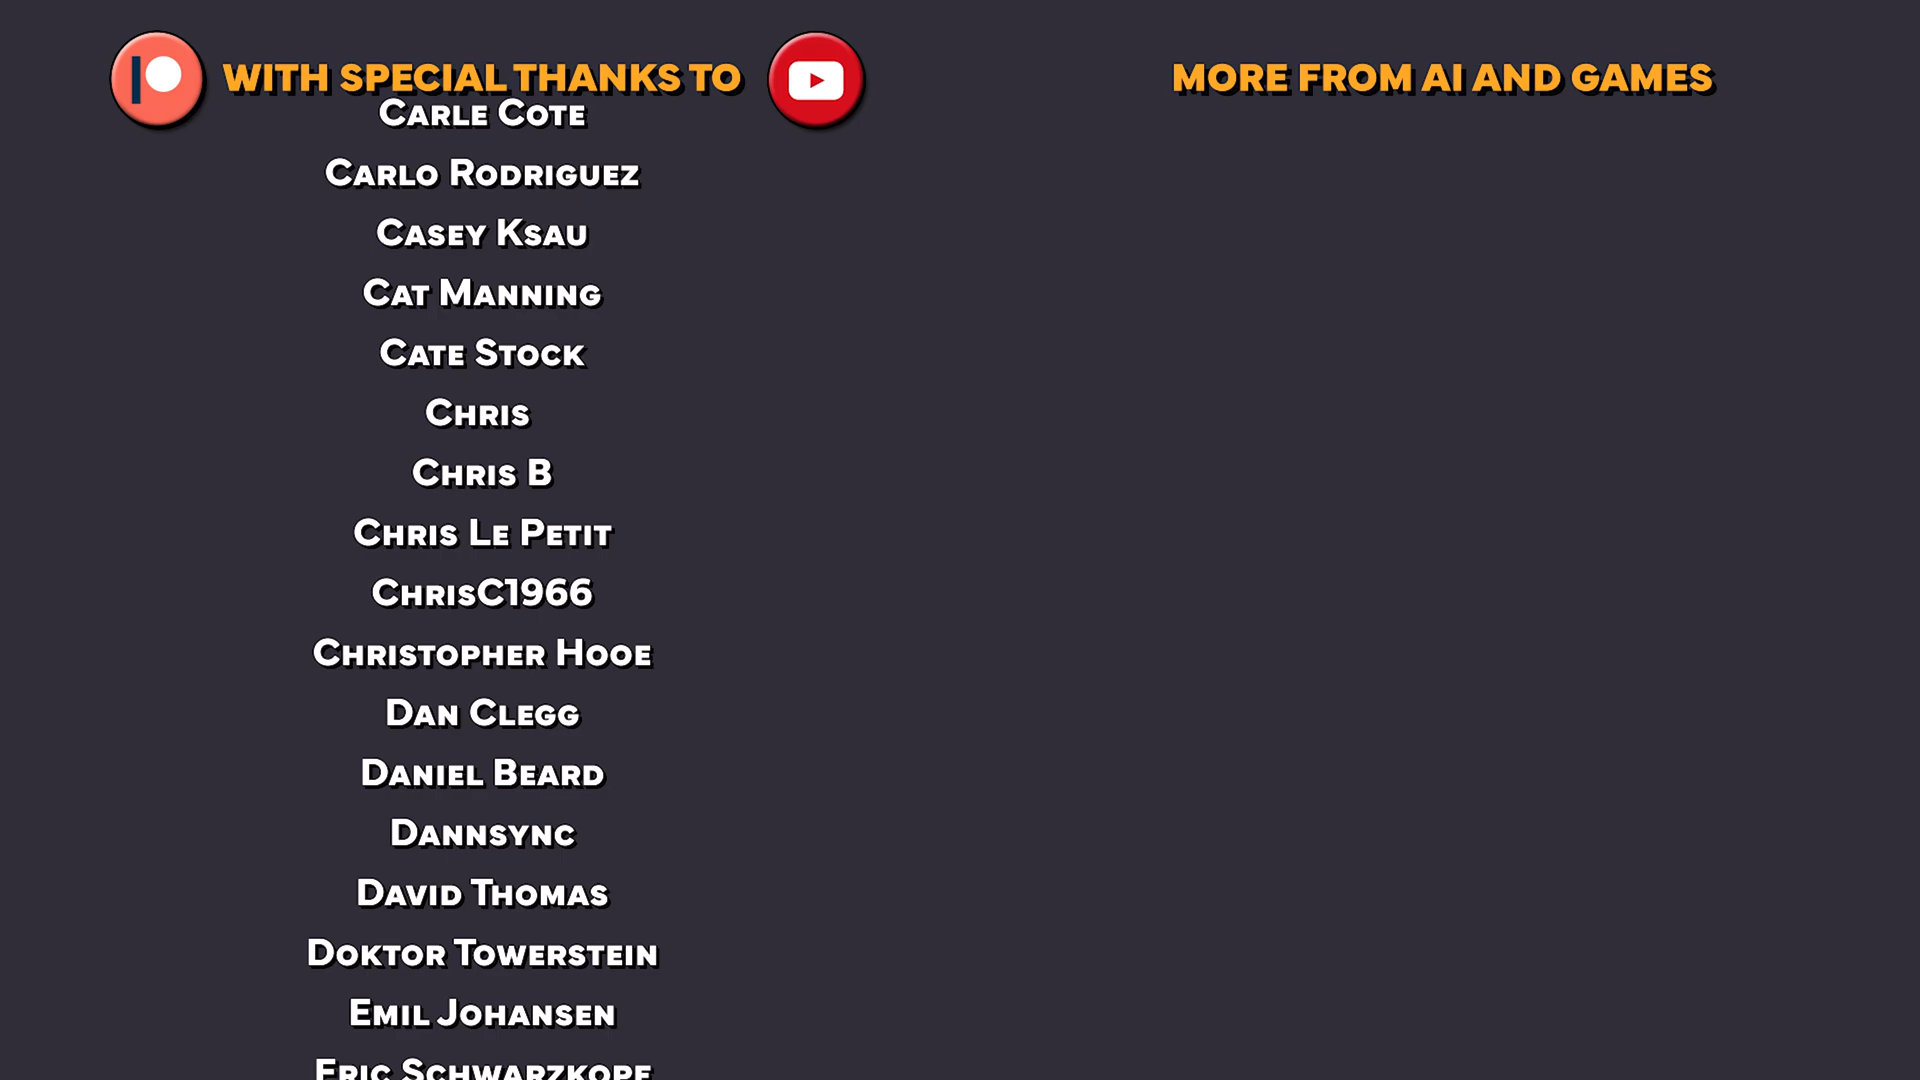 WITH SPECIAL THANKS TO
MORE FROM AI AND GAMES
Carle Cote
Carlo Rodriguez
Casey Ksau
Cat Manning
Cate Stock
Chris
Chris B
Chris Le Petit
ChrisC1966
Christopher Hooe
Dan Clegg
Daniel Beard
Dannsync
David Thomas
Doktor Towerstein
Emil Johansen
Eric Schwarzkopf